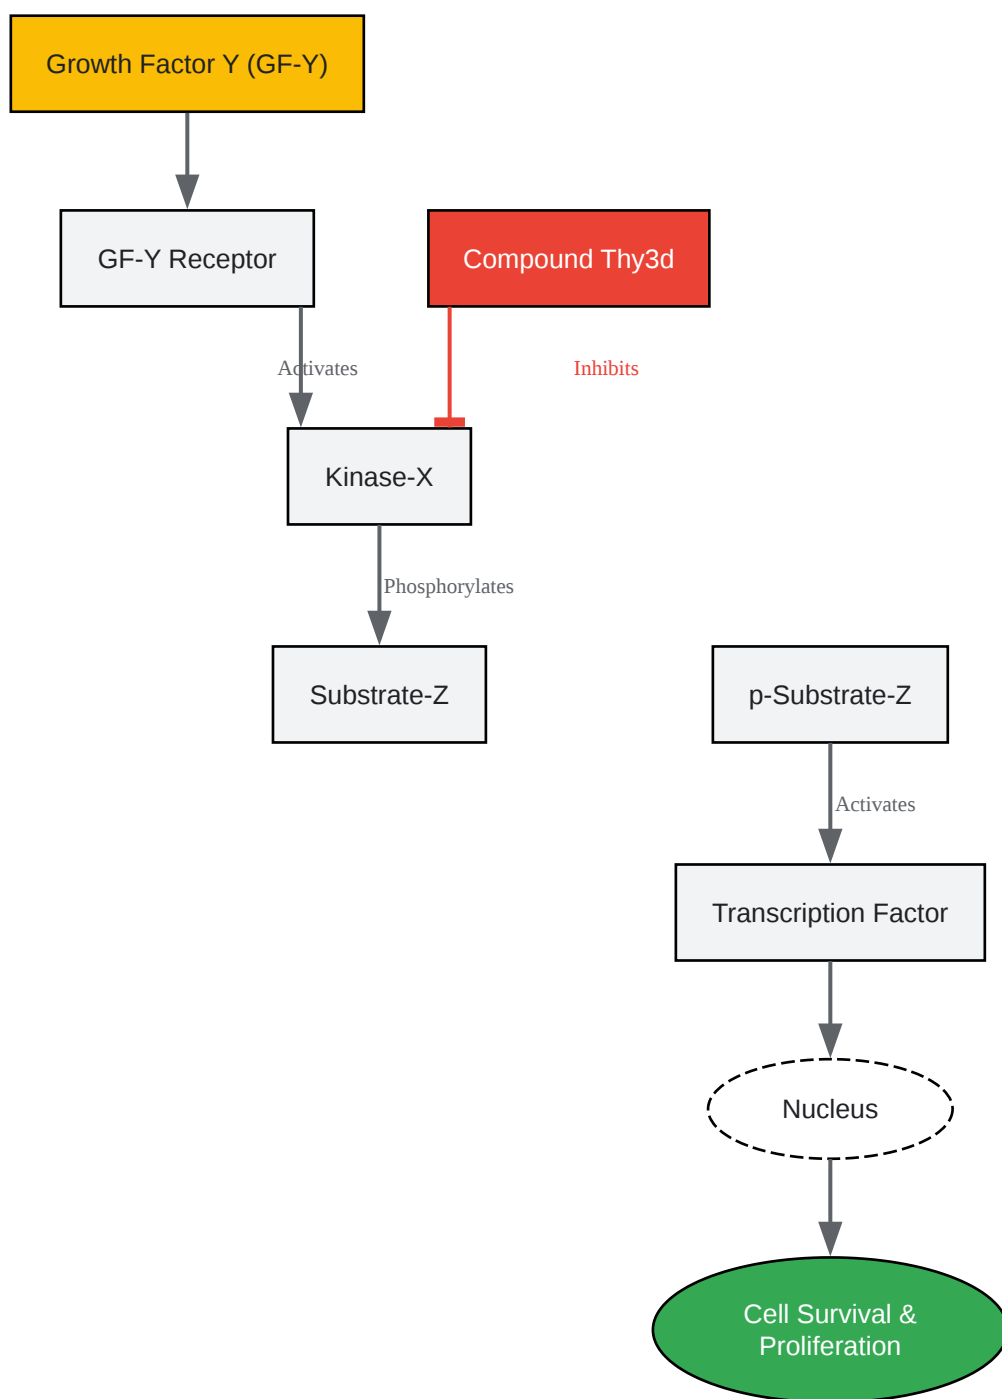 Growth Factor Y (GF-Y)
GF-Y Receptor
Compound Thy3d
Activates
Inhibits
Kinase-X
Phosphorylates
Substrate-Z
p-Substrate-Z
Activates
Transcription Factor
Nucleus
Cell Survival &
Proliferation